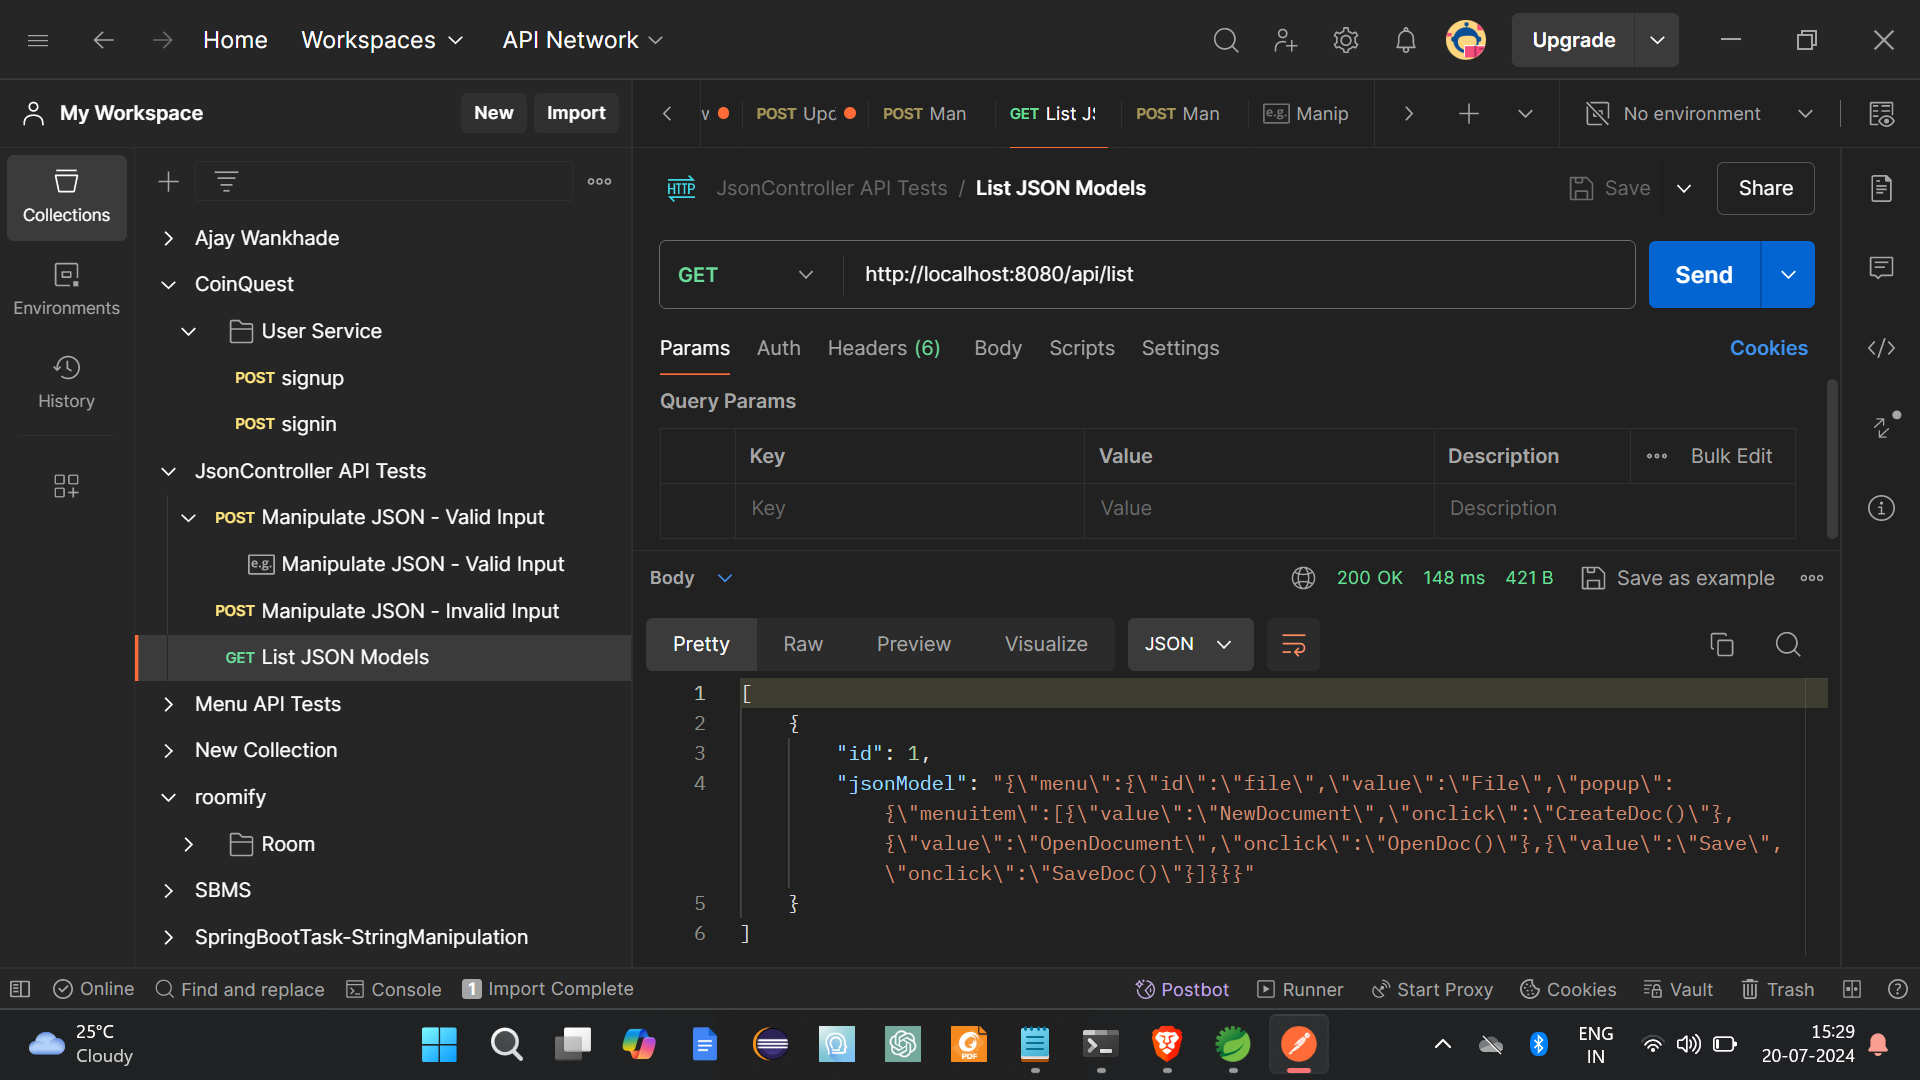 Home
Workspaces
API Network
Upgrade
My Workspace
New
Import
POST Upc
POST Man
GET List JS
POST Man
e.g. Manip
No environment
Collections
Environments
History
Ajay Wankhade
CoinQuest
User Service
POST signup
POST signin
JsonController API Tests
POST Manipulate JSON - Valid Input
e.g. Manipulate JSON - Valid Input
POST Manipulate JSON - Invalid Input
GET List JSON Models
Menu API Tests
New Collection
roomify
Room
SBMS
SpringBootTask-StringManipulation
HTTP JsonController API Tests / List JSON Models
Save
Share
GET
http://localhost:8080/api/list
Send
Params
Auth
Headers (6)
Body
Scripts
Settings
Cookies
Query Params
Key
Value
Description
Bulk Edit
Key
Value
Description
Body
200 OK
148 ms
421 B
Save as example
Pretty
Raw
Preview
Visualize
JSON
1 [
2 {
3 "id": 1,
4 "jsonModel": "{\"menu\":{\"id\":\"file\",\"value\":\"File\",\"popup\":
{\"menuitem\":[{\"value\":\"NewDocument\",\"onclick\":\"CreateDoc()\"},
{\"value\":\"OpenDocument\",\"onclick\":\"OpenDoc()\"},{\"value\":\"Save\",
\"onclick\":\"SaveDoc()\"}]}}}"
5 }
6 ]
Online
Find and replace
Console
1 Import Complete
Postbot
Runner
Start Proxy
Cookies
Vault
Trash
25°C
Cloudy
PDF
ENG
IN
15:29
20-07-2024